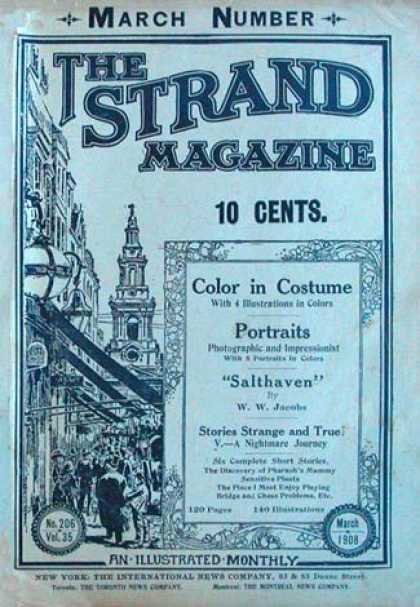 MARCH NUMBER
THE
STRAND
MAGAZINE
10 CENTS.
Color in Costume
With 4 Illustrations in Colors
Portraits
Photographic and Impressionist
With 8 Portraits in Colors
"Salthaven"
By
W. W. Jacobs
Stories Strange and True.
V.—A Nightmare Journey
Six Complete Short Stories,
The Discovery of Pharaoh's Mummy
Sensitive Plants
The Place I Most Enjoy Playing
Bridge and Chess Problems, Etc.
120 Pages 140 Illustrations
No. 206
Vol. 35
March
1908
AN·ILLUSTRATED·MONTHLY·
NEW YORK: THE INTERNATIONAL NEWS COMPANY, 83 & 85 Duane Street.
Toronto: THE TORONTO NEWS COMPANY. Montreal: THE MONTREAL NEWS COMPANY.